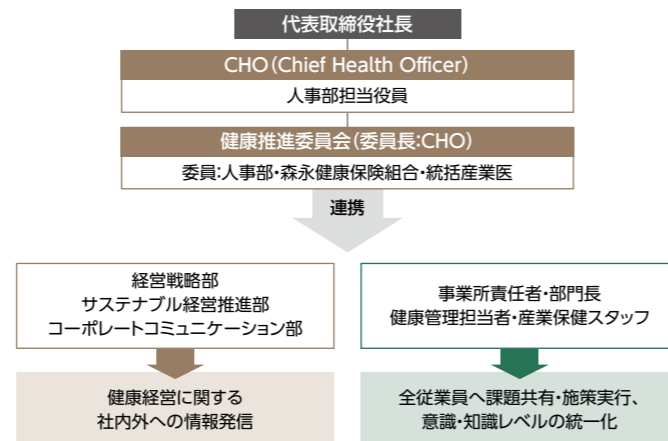 代表取締役社長
CHO(Chief Health Officer)
人事部担当役員
健康推進委員会(委員長:CHO)
委員:人事部・森永健康保険組合・統括産業医
連携
経営戦略部
サステナブル経営推進部
コーポレートコミュニケーション部
事業所責任者・部門長
健康管理担当者・産業保健スタッフ
健康経営に関する
社内外への情報発信
全従業員へ課題共有・施策実行、
意識・知識レベルの統一化